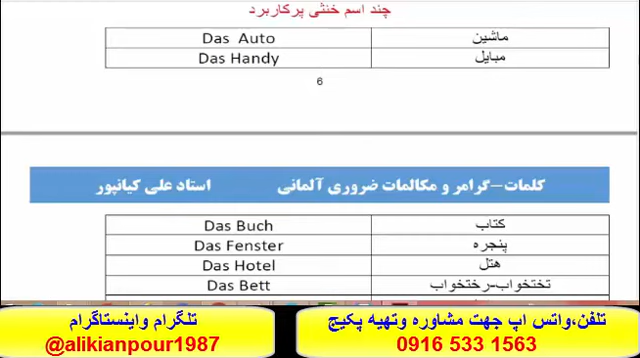 چند اسم خنثی پرکاربرد
Das Auto ماشین
Das Handy مبایل
6
کلمات-گرامر و مکالمات ضروری آلمانی استاد علی کیانپور
Das Buch کتاب
Das Fenster پنجره
Das Hotel هتل
Das Bett تختخواب-رختخواب
تلفن،واتس اپ جهت مشاوره وتهیه پکیج
0916 533 1563
تلگرام واینستاگرام
@alikianpour1987